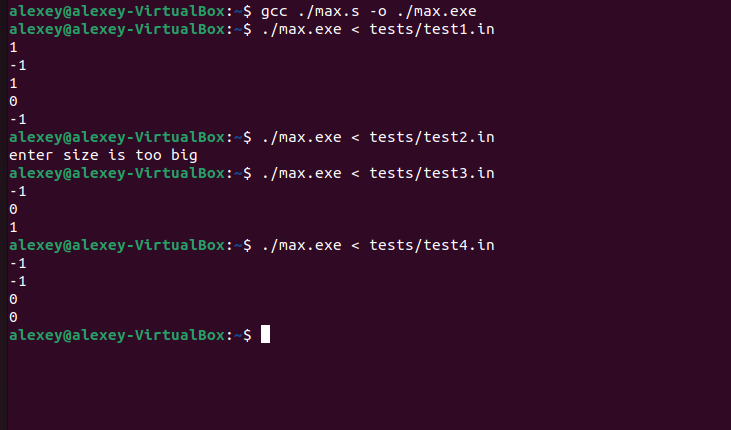 alexey@alexey-VirtualBox:~$ gcc ./max.s -o ./max.exe
alexey@alexey-VirtualBox:~$ ./max.exe < tests/test1.in
1
-1
1
0
-1
alexey@alexey-VirtualBox:~$ ./max.exe < tests/test2.in
enter size is too big
alexey@alexey-VirtualBox:~$ ./max.exe < tests/test3.in
-1
0
1
alexey@alexey-VirtualBox:~$ ./max.exe < tests/test4.in
-1
-1
0
0
alexey@alexey-VirtualBox:~$